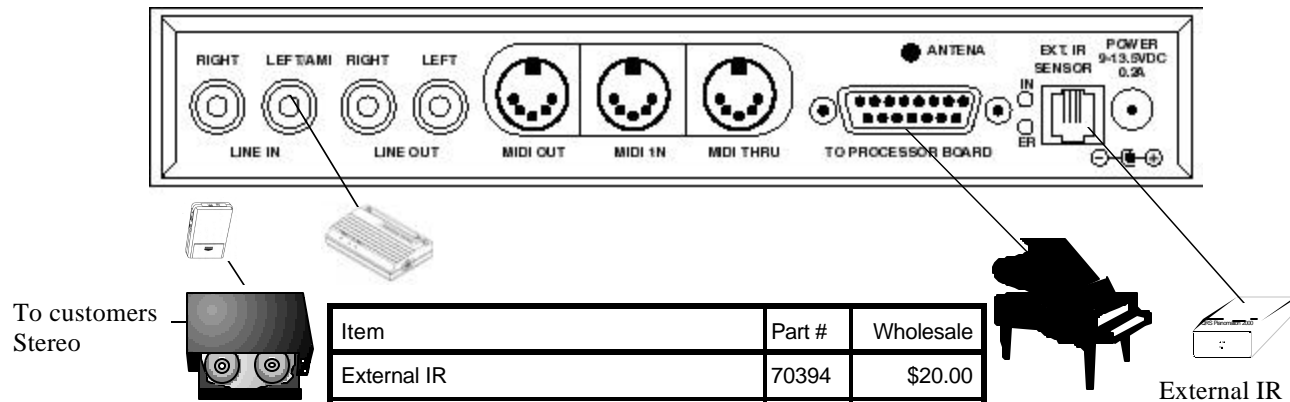 RIGHT LEFT/AMI RIGHT LEFT
ANTENA
EXT. IR SENSOR
POWER 9-13.5VDC 0.2A
IN
ER
LINE IN LINE OUT MIDI OUT MIDI 1N MIDI THRU TO PROCESSOR BOARD
To customers
Stereo
Item Part # Wholesale
External IR 70394 $20.00
External IR